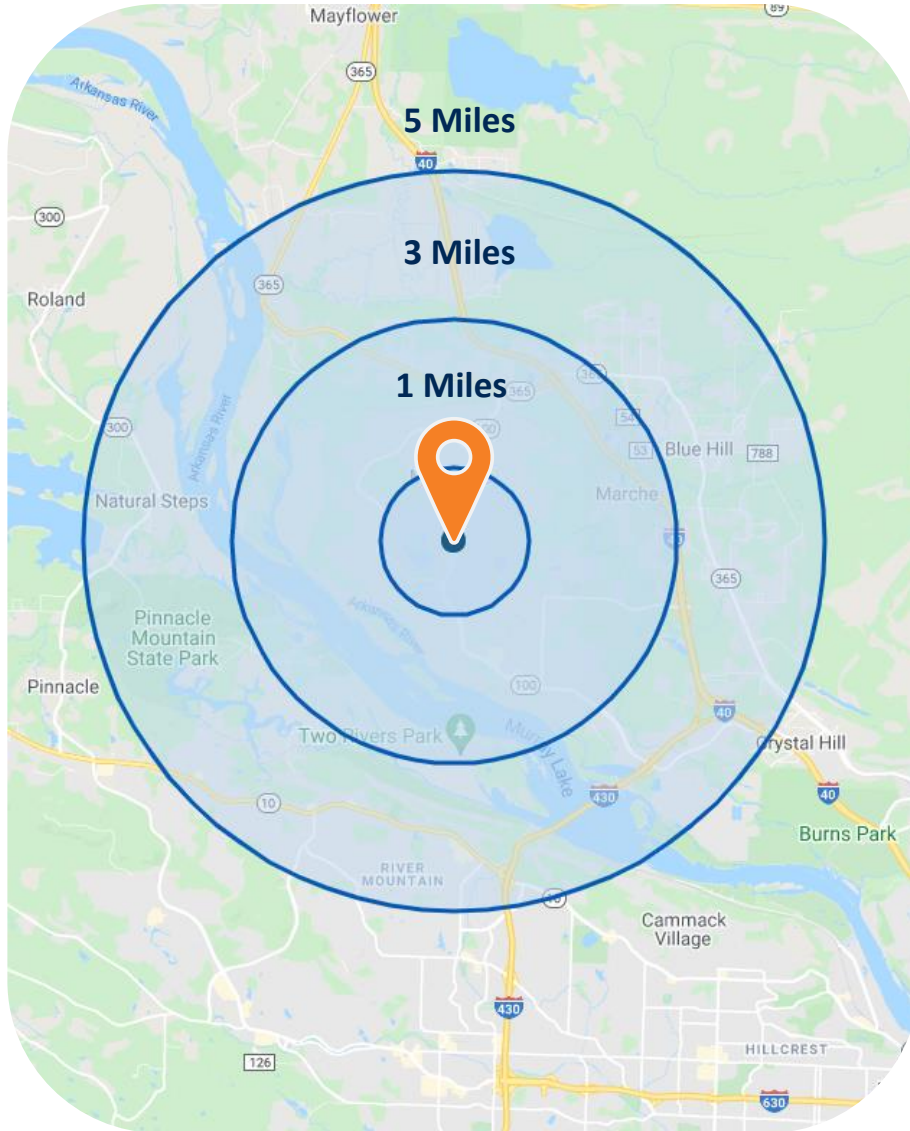 Mayflower
89
365
Arkansas River
5 Miles
40
300
3 Miles
365
Roland
1 Miles
365
365
100
54
300
53
Blue Hill
788
Arkansas River
Marche
Natural Steps
40
365
Arkansas River
Pinnacle
Mountain
State Park
Pinnacle
100
40
Two Rivers Park
Murray Lake
Crystal Hill
430
40
10
Burns Park
RIVER
MOUNTAIN
10
Cammack
Village
430
HILLCREST
126
630